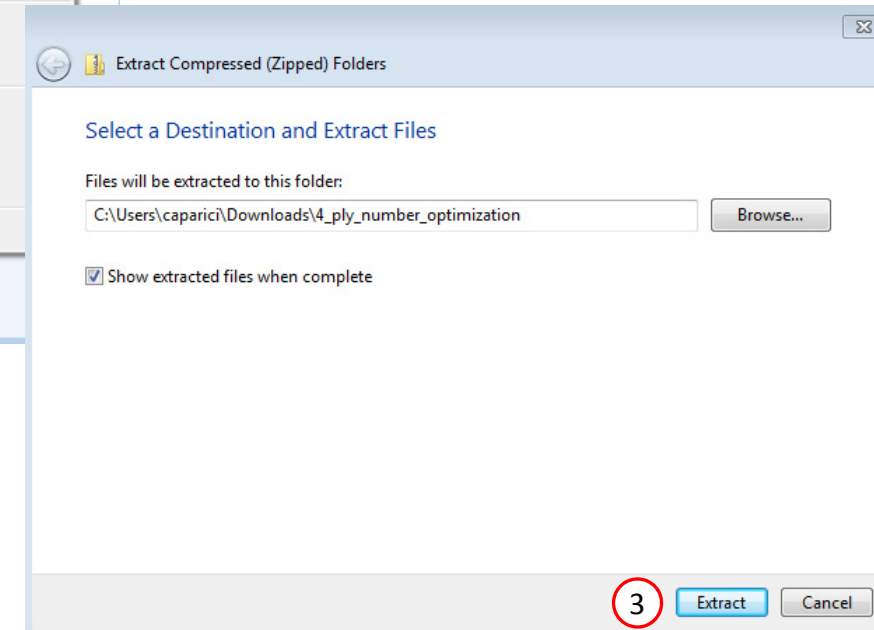 Extract Compressed (Zipped) Folders
Select a Destination and Extract Files
Files will be extracted to this folder:
C:\Users\caparici\Downloads\4_ply_number_optimization
Browse...
Show extracted files when complete
3
Extract
Cancel